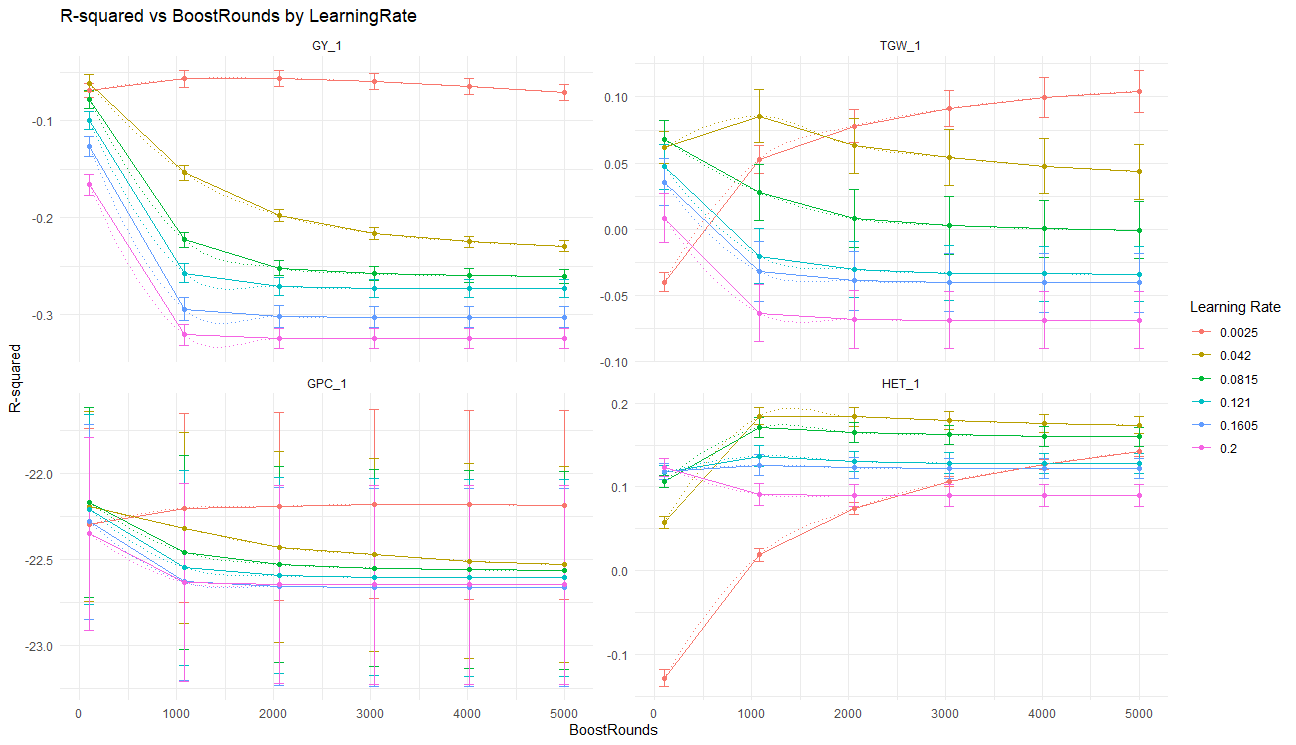 R-squared vs BoostRounds by LearningRate
GY_1
TGW_1
-0.1
-0.2
-0.3
0.10
0.05
0.00
-0.05
-0.10
R-squared
GPC_1
HET_1
-22.0
-22.5
-23.0
0.2
0.1
0.0
-0.1
0 1000 2000 3000 4000 5000
0 1000 2000 3000 4000 5000
BoostRounds
Learning Rate
0.0025
0.042
0.0815
0.121
0.1605
0.2